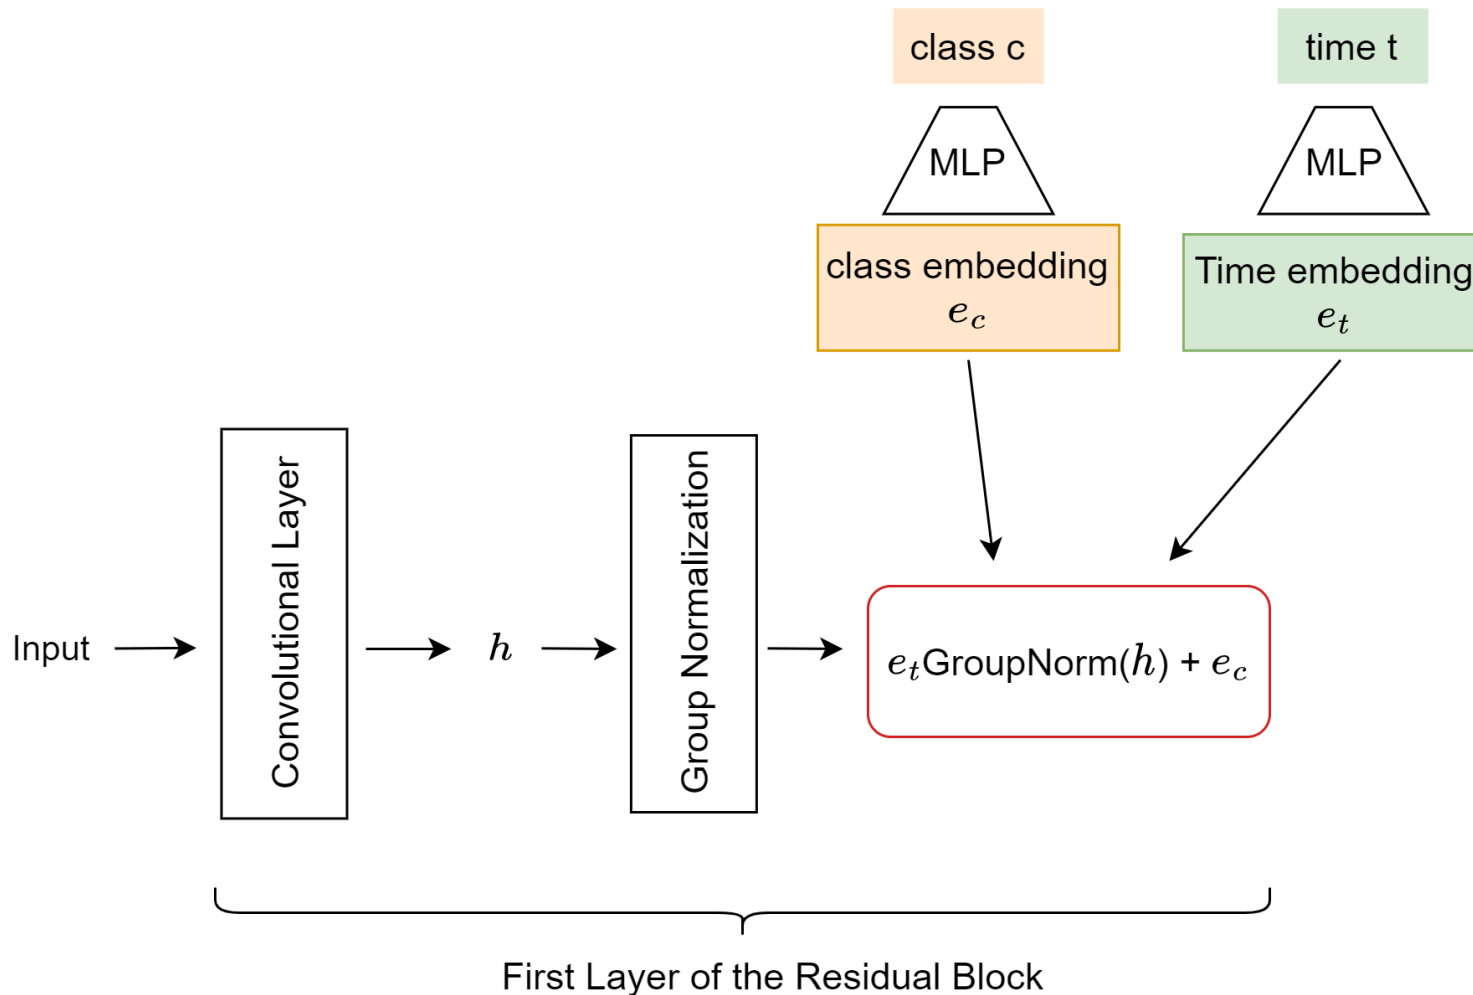 class c
time t
MLP
MLP
class embedding
e_c
Time embedding
e_t
Input
Convolutional Layer
h
Group Normalization
e_tGroupNorm(h) + e_c
First Layer of the Residual Block